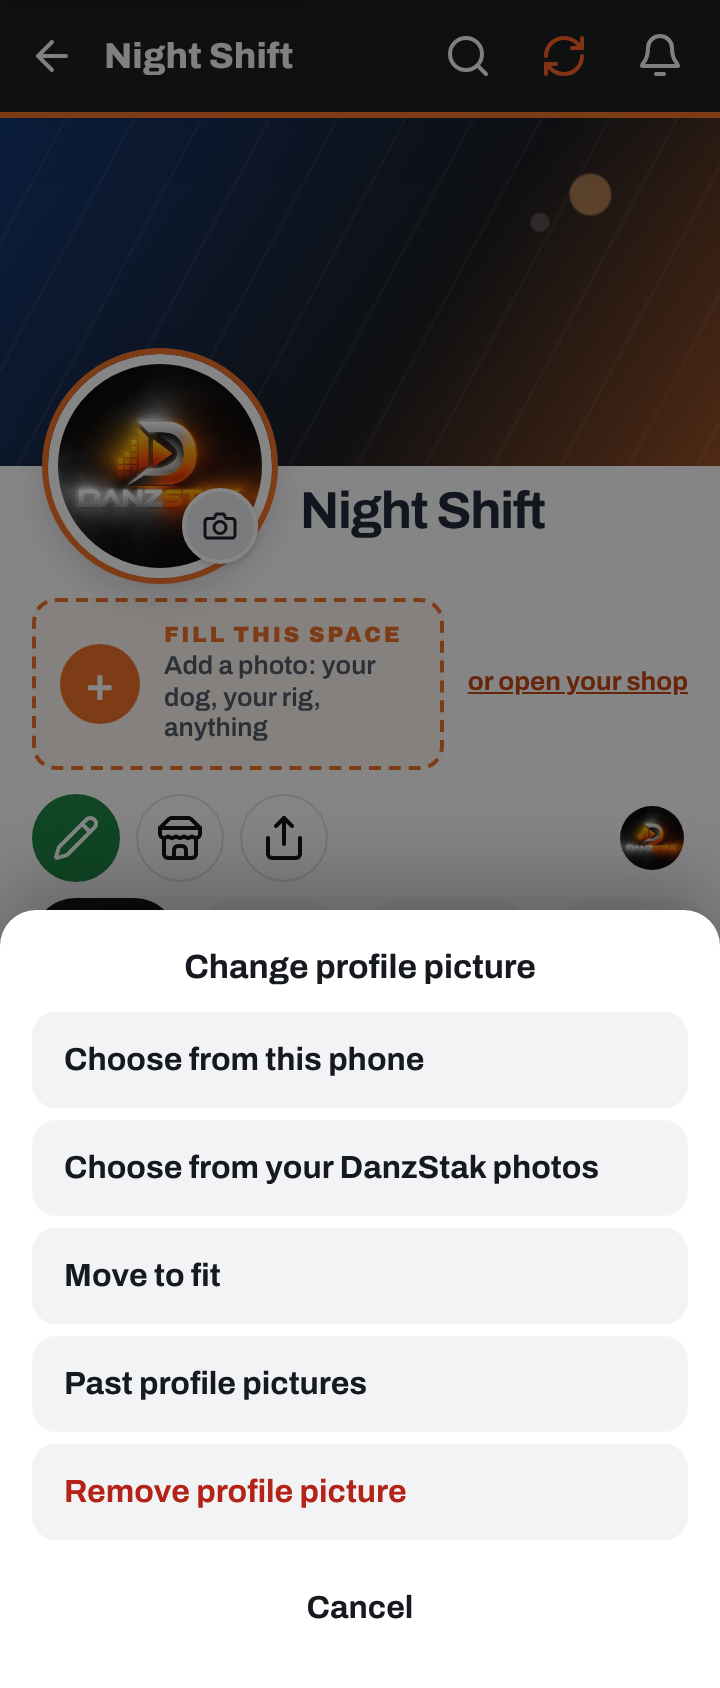 Night Shift
DANZST
Night Shift
FILL THIS SPACE
Add a photo: your
dog, your rig,
anything
or open your shop
Change profile picture
Choose from this phone
Choose from your DanzStak photos
Move to fit
Past profile pictures
Remove profile picture
Cancel